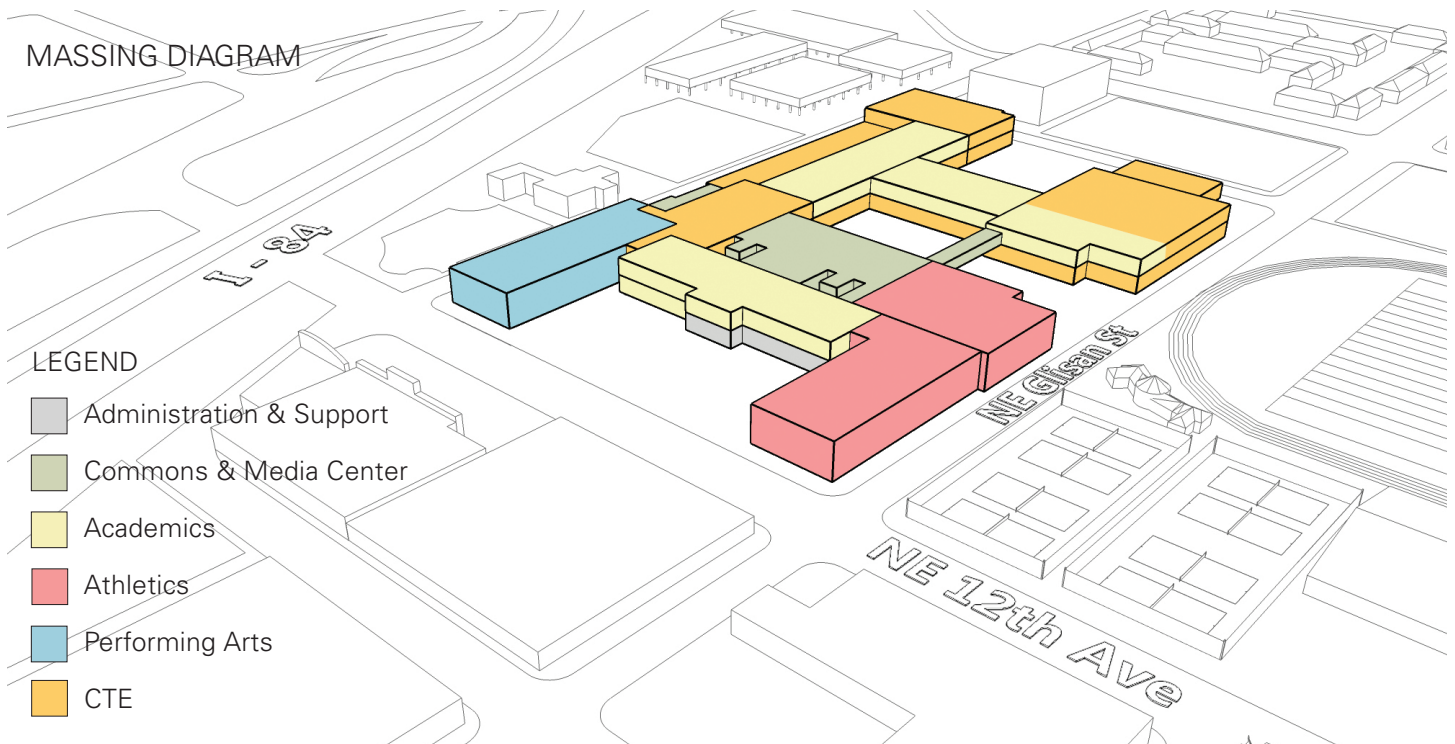 MASSING DIAGRAM
I - 84
LEGEND
Administration & Support
Commons & Media Center
Academics
Athletics
Performing Arts
CTE
NE Glisan st
NE 12th Ave